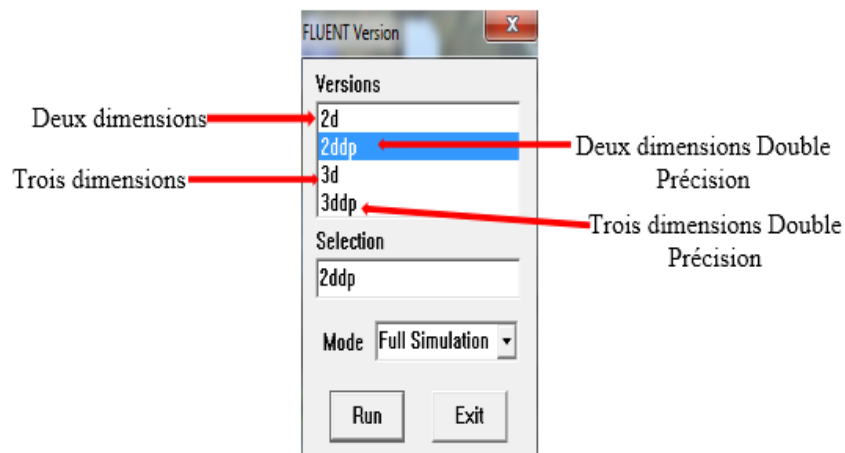 FLUENT Version
X
Versions
Deux dimensions
2d
2ddp
Deux dimensions Double
Précision
Trois dimensions
3d
3ddp
Trois dimensions Double
Précision
Selection
2ddp
Mode Full Simulation
Run Exit